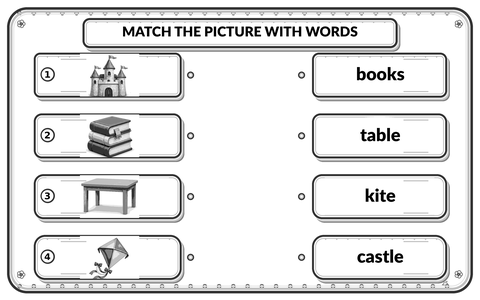 MATCH THE PICTURE WITH WORDS
1 books
2 table
3 kite
4 castle